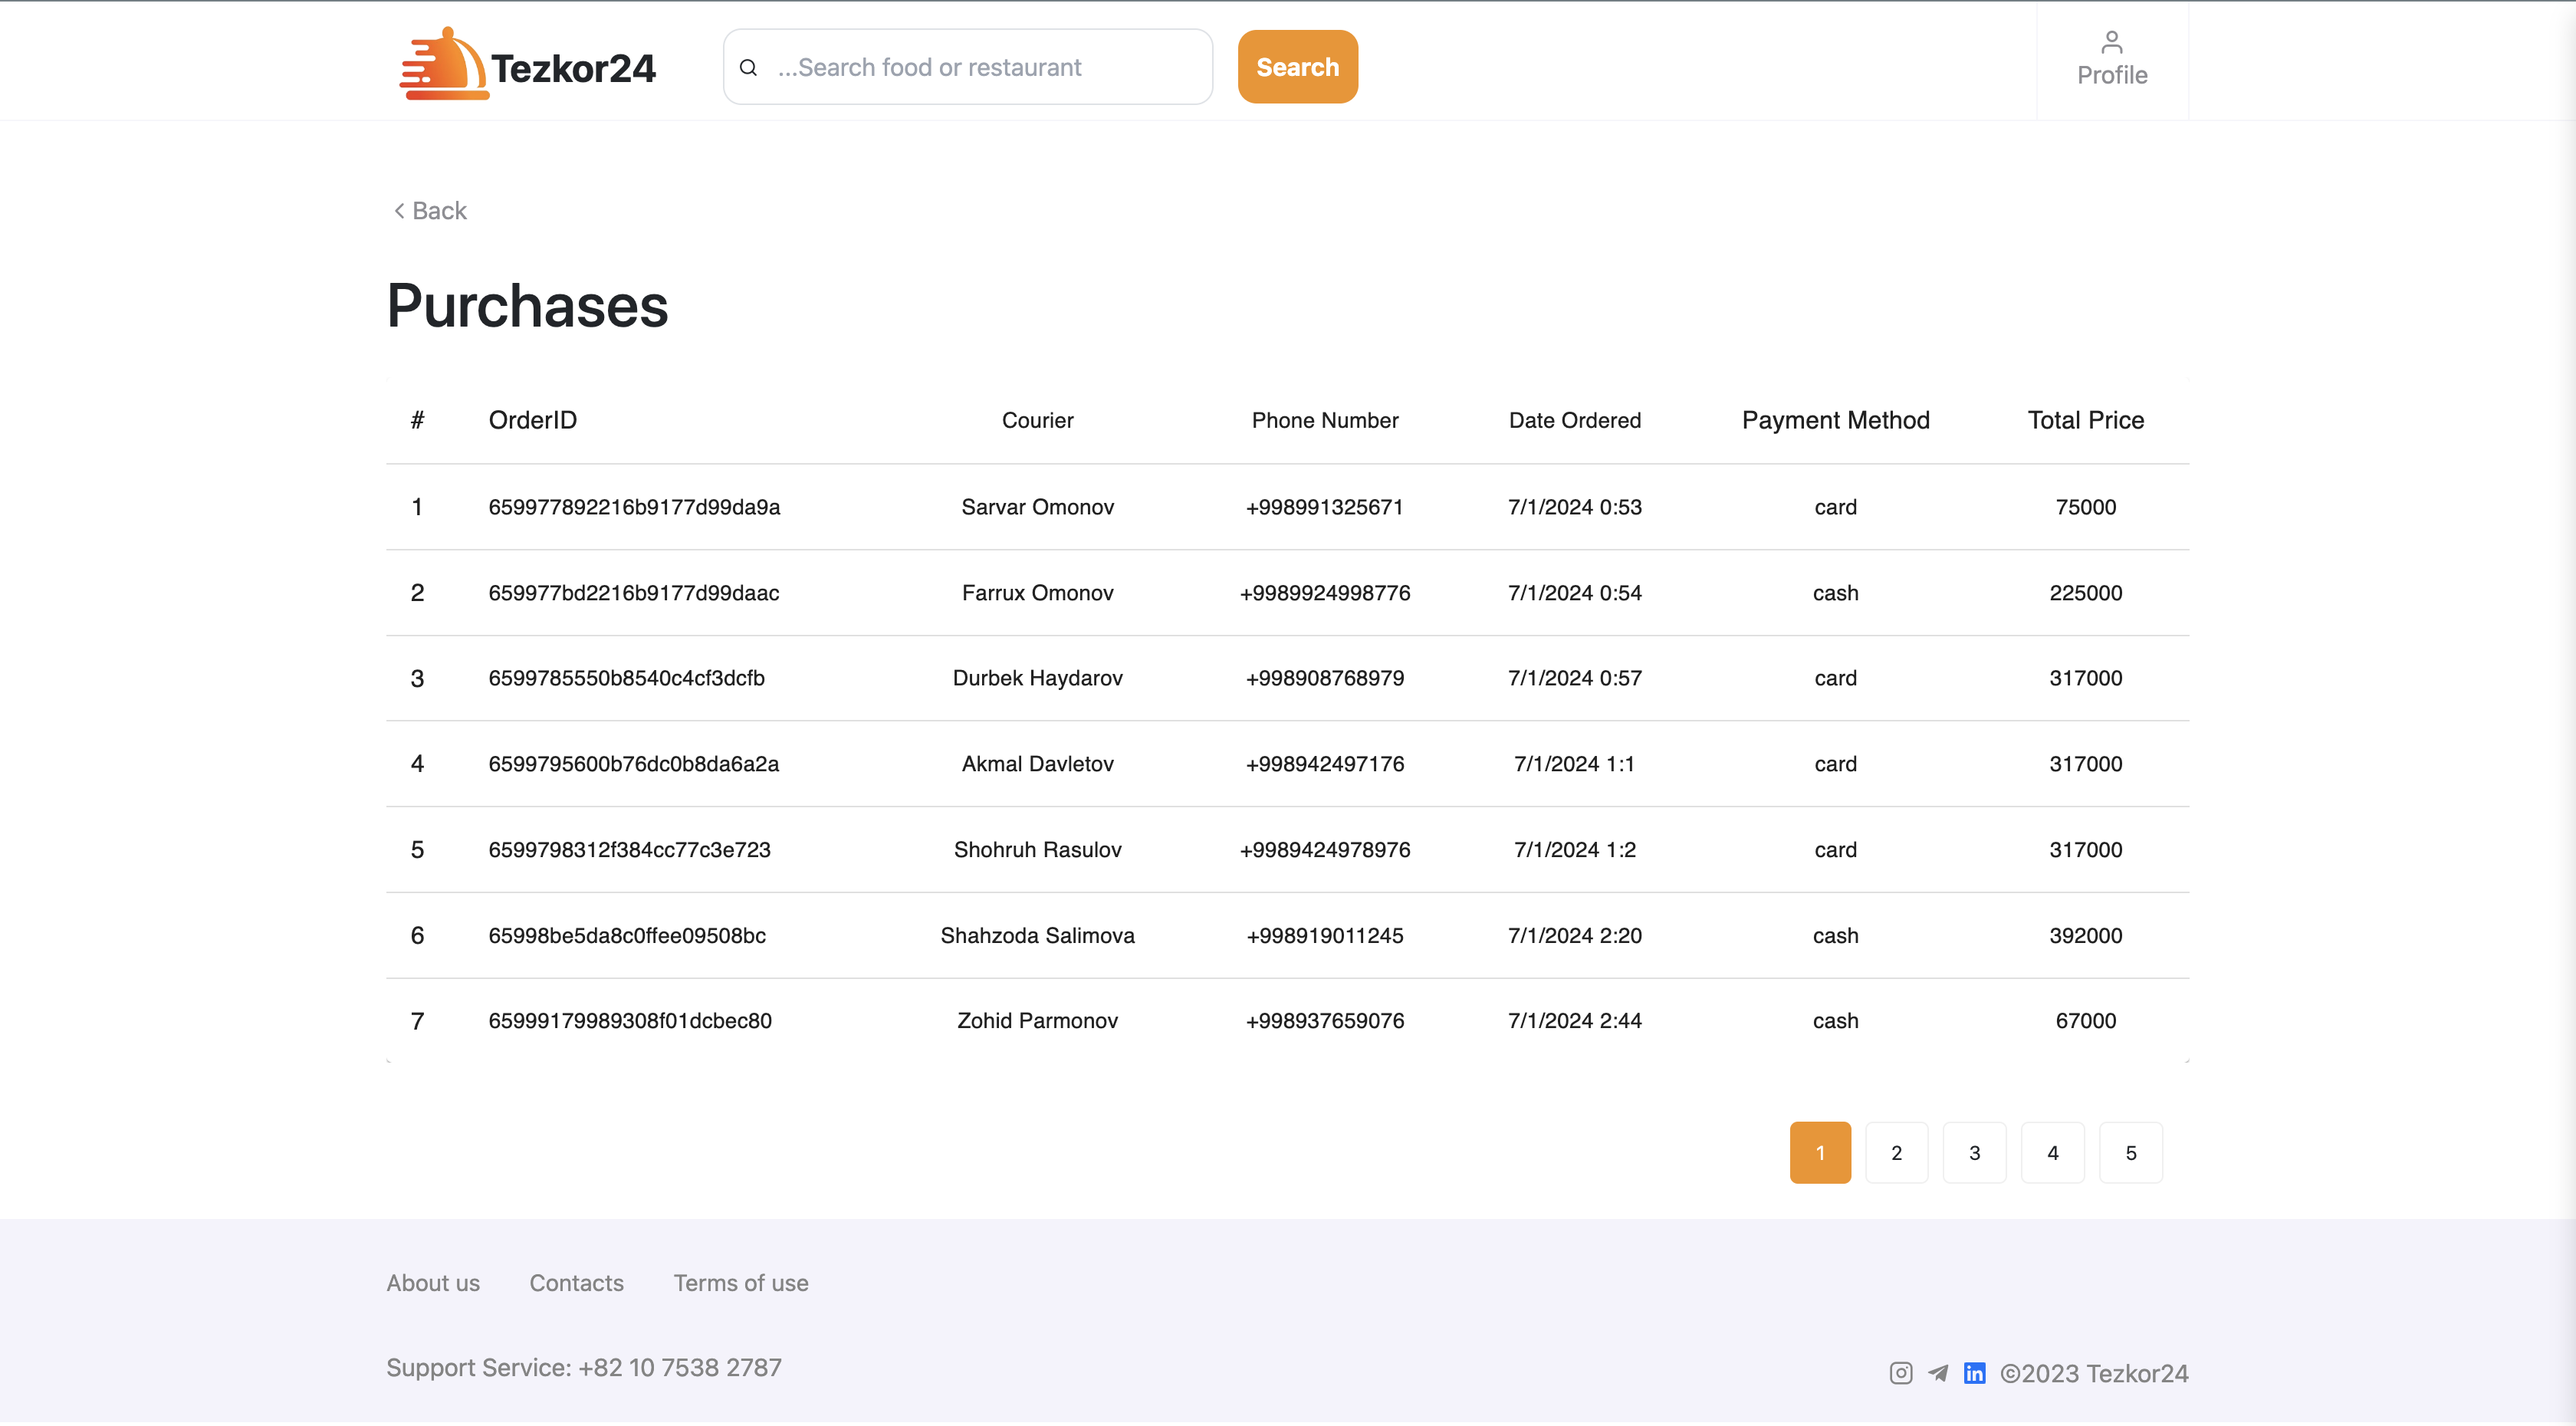 Tezkor24 ...Search food or restaurant Search Profile
Back
Purchases
# OrderID Courier Phone Number Date Ordered Payment Method Total Price
1 659977892216b9177d99da9a Sarvar Omonov +998991325671 7/1/2024 0:53 card 75000
2 659977bd2216b9177d99daac Farrux Omonov +9989924998776 7/1/2024 0:54 cash 225000
3 6599785550b8540c4cf3dcfb Durbek Haydarov +998908768979 7/1/2024 0:57 card 317000
4 6599795600b76dc0b8da6a2a Akmal Davletov +998942497176 7/1/2024 1:1 card 317000
5 6599798312f384cc77c3e723 Shohruh Rasulov +9989424978976 7/1/2024 1:2 card 317000
6 65998be5da8c0ffee09508bc Shahzoda Salimova +998919011245 7/1/2024 2:20 cash 392000
7 65999179989308f01dcbec80 Zohid Parmonov +998937659076 7/1/2024 2:44 cash 67000
1 2 3 4 5
About us Contacts Terms of use
Support Service: +82 10 7538 2787
in ©2023 Tezkor24